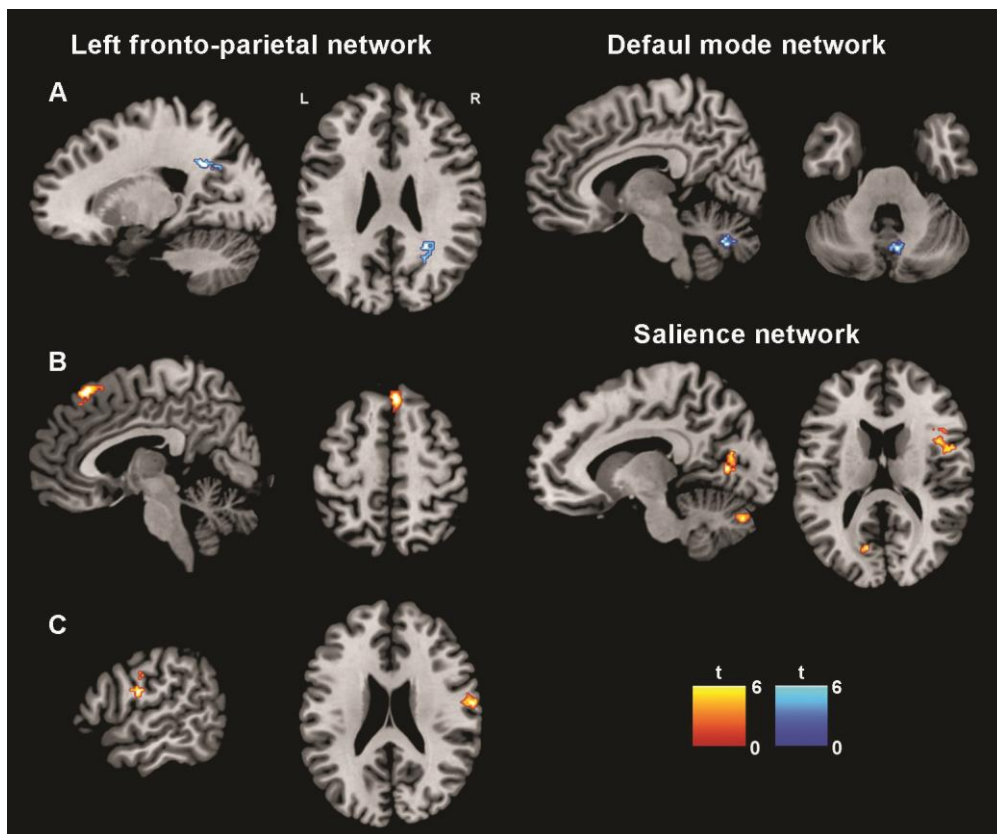 Left fronto-parietal network
Defaul mode network
A
L
R
Salience network
B
C
t
t
6
6
0
0